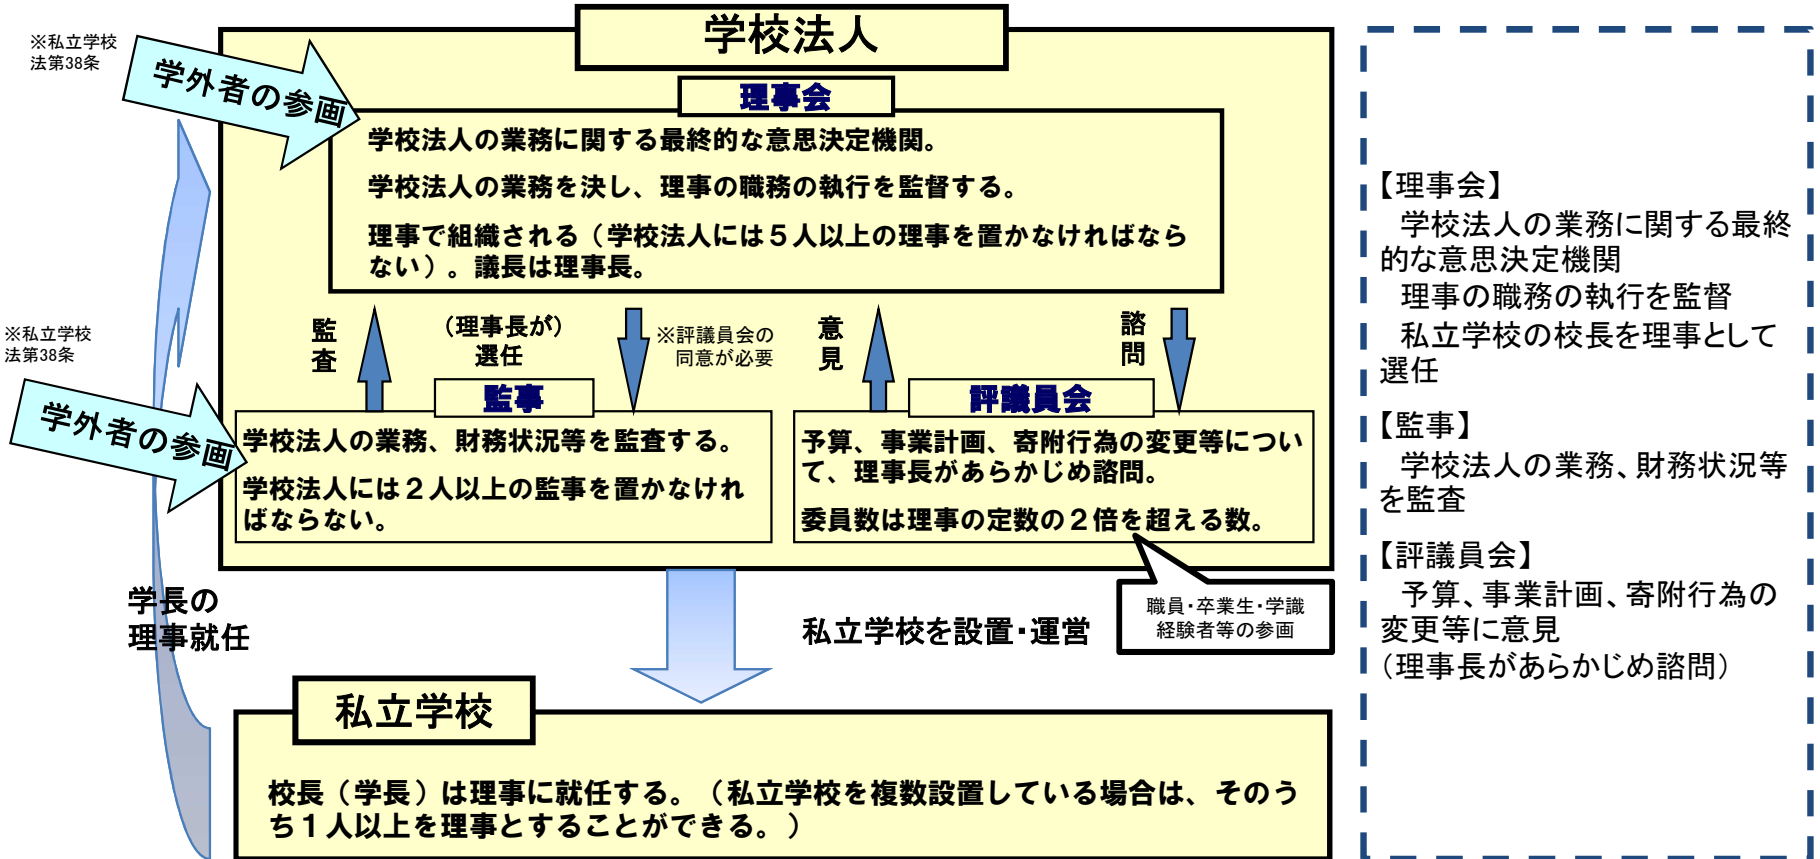 学校法人
※私立学校
法第38条
学外者の参画
理事会
学校法人の業務に関する最終的な意思決定機関。
学校法人の業務を決し、理事の職務の執行を監督する。
理事で組織される（学校法人には５人以上の理事を置かなければなら
ない）。議長は理事長。
監査
（理事長が）
選任
※評議員会の
同意が必要
意見
諮問
※私立学校
法第38条
学外者の参画
監事
学校法人の業務、財務状況等を監査する。
学校法人には２人以上の監事を置かなけれ
ばならない。
評議員会
予算、事業計画、寄附行為の変更等につい
て、理事長があらかじめ諮問。
委員数は理事の定数の２倍を超える数。
職員・卒業生・学識
経験者等の参画
学長の
理事就任
私立学校を設置・運営
私立学校
校長（学長）は理事に就任する。（私立学校を複数設置している場合は、そのう
ち１人以上を理事とすることができる。）
【理事会】
学校法人の業務に関する最終
的な意思決定機関
理事の職務の執行を監督
私立学校の校長を理事として
選任
【監事】
学校法人の業務、財務状況等
を監査
【評議員会】
予算、事業計画、寄附行為の
変更等に意見
（理事長があらかじめ諮問）